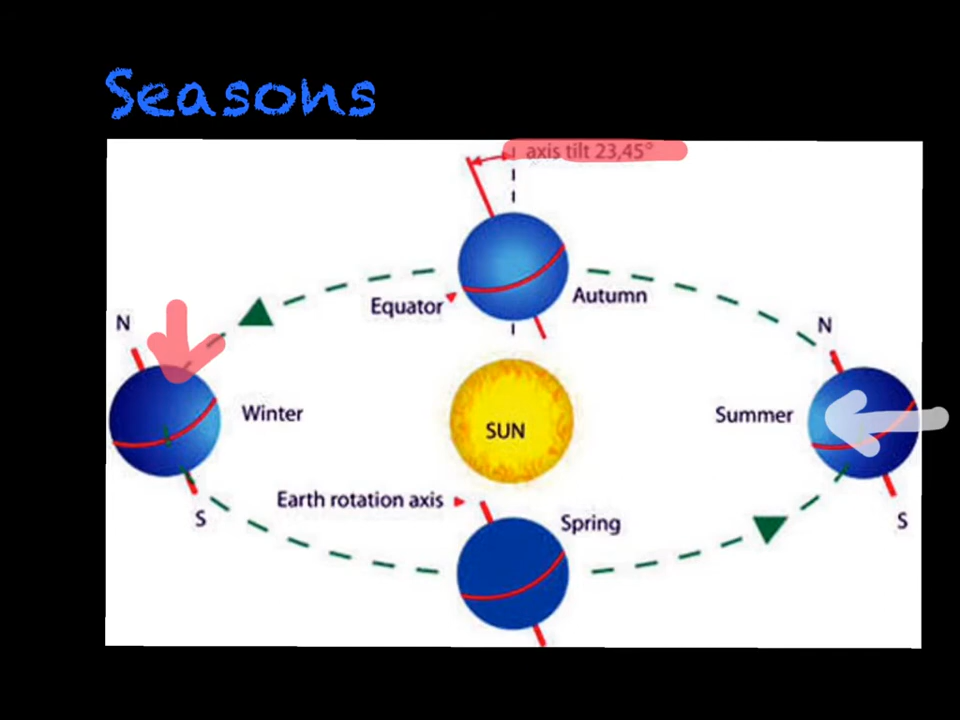 Seasons
axis tilt 23,45°
Equator
Autumn
N
N
Winter
SUN
Summer
Earth rotation axis
S
Spring
S